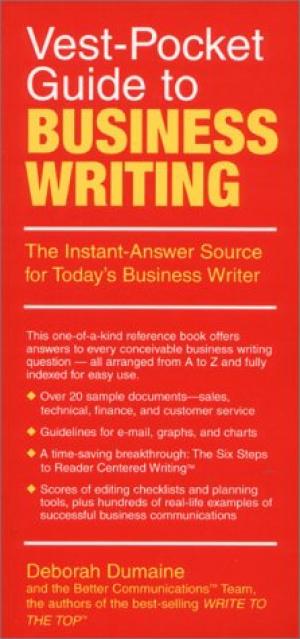 Vest-Pocket
Guide to
BUSINESS
WRITING
The Instant-Answer Source
for Today's Business Writer
This one-of-a-kind reference book offers
answers to every conceivable business writing
question — all arranged from A to Z and fully
indexed for easy use.
◆ Over 20 sample documents—sales,
technical, finance, and customer service
◆ Guidelines for e-mail, graphs, and charts
◆ A time-saving breakthrough: The Six Steps
to Reader Centered Writing™
◆ Scores of editing checklists and planning
tools, plus hundreds of real-life examples of
successful business communications
Deborah Dumaine
and the Better Communications™ Team,
the authors of the best-selling WRITE TO
THE TOP™